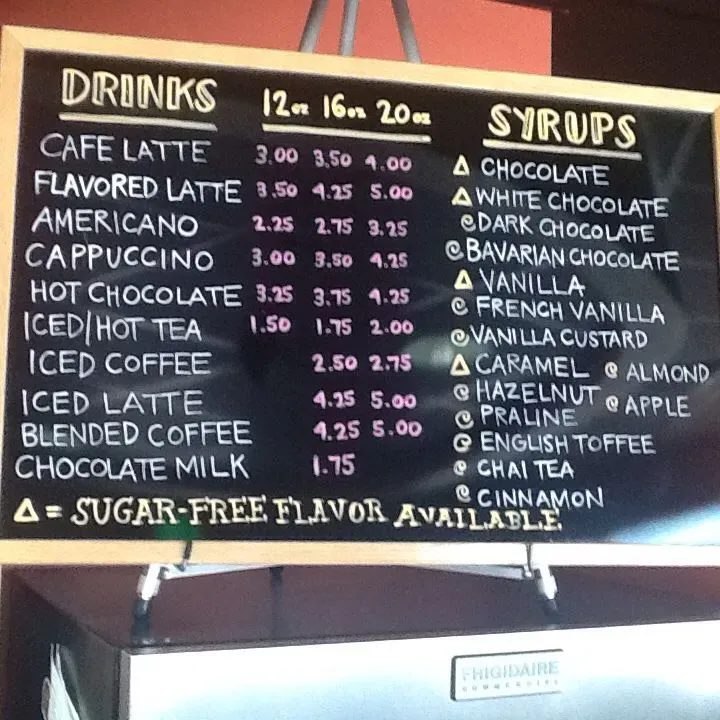 DRINKS 12oz 16oz 20oz
CAFE LATTE 3.00 3.50 4.00
FLAVORED LATTE 3.50 4.25 5.00
AMERICANO 2.25 2.75 3.25
CAPPUCCINO 3.00 3.50 4.25
HOT CHOCOLATE 3.25 3.75 4.25
ICED/HOT TEA 1.50 1.75 2.00
ICED COFFEE 2.50 2.75
ICED LATTE 4.25 5.00
BLENDED COFFEE 4.25 5.00
CHOCOLATE MILK 1.75
SYRUPS
Δ CHOCOLATE
Δ WHITE CHOCOLATE
DARK CHOCOLATE
BAVARIAN CHOCOLATE
Δ VANILLA
FRENCH VANILLA
VANILLA CUSTARD
Δ CARAMEL
HAZELNUT
PRALINE
ENGLISH TOFFEE
CHAI TEA
CINNAMON
ALMOND
APPLE
Δ = SUGAR-FREE FLAVOR AVAILABLE
FRIGIDAIRE
COMMERCIAL